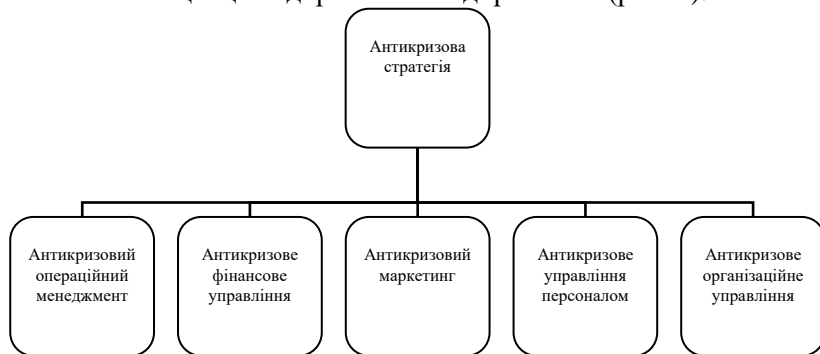 Антикризова
стратегія
Антикризовий
операційний
менеджмент
Антикризове
фінансове
управління
Антикризовий
маркетинг
Антикризове
управління
персоналом
Антикризове
організаційне
управління